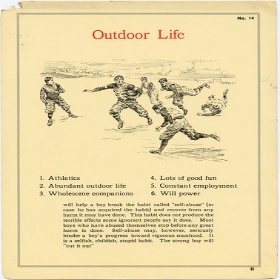 No. 14
Outdoor Life
1. Athletics
2. Abundant outdoor life
3. Wholesome companions
4. Lots of good fun
5. Constant employment
6. Will power
will help a boy break the habit called "self-abuse" (in
case he has acquired the habit) and recover from any
harm it may have done. This habit does not produce the
terrible effects some ignorant people say it does. Most
boys who have abused themselves stop before any great
harm is done. Self-abuse may, however, seriously
hinder a boy's progress toward vigorous manhood. It
is a selfish, childish, stupid habit. The strong boy will
"cut it out"